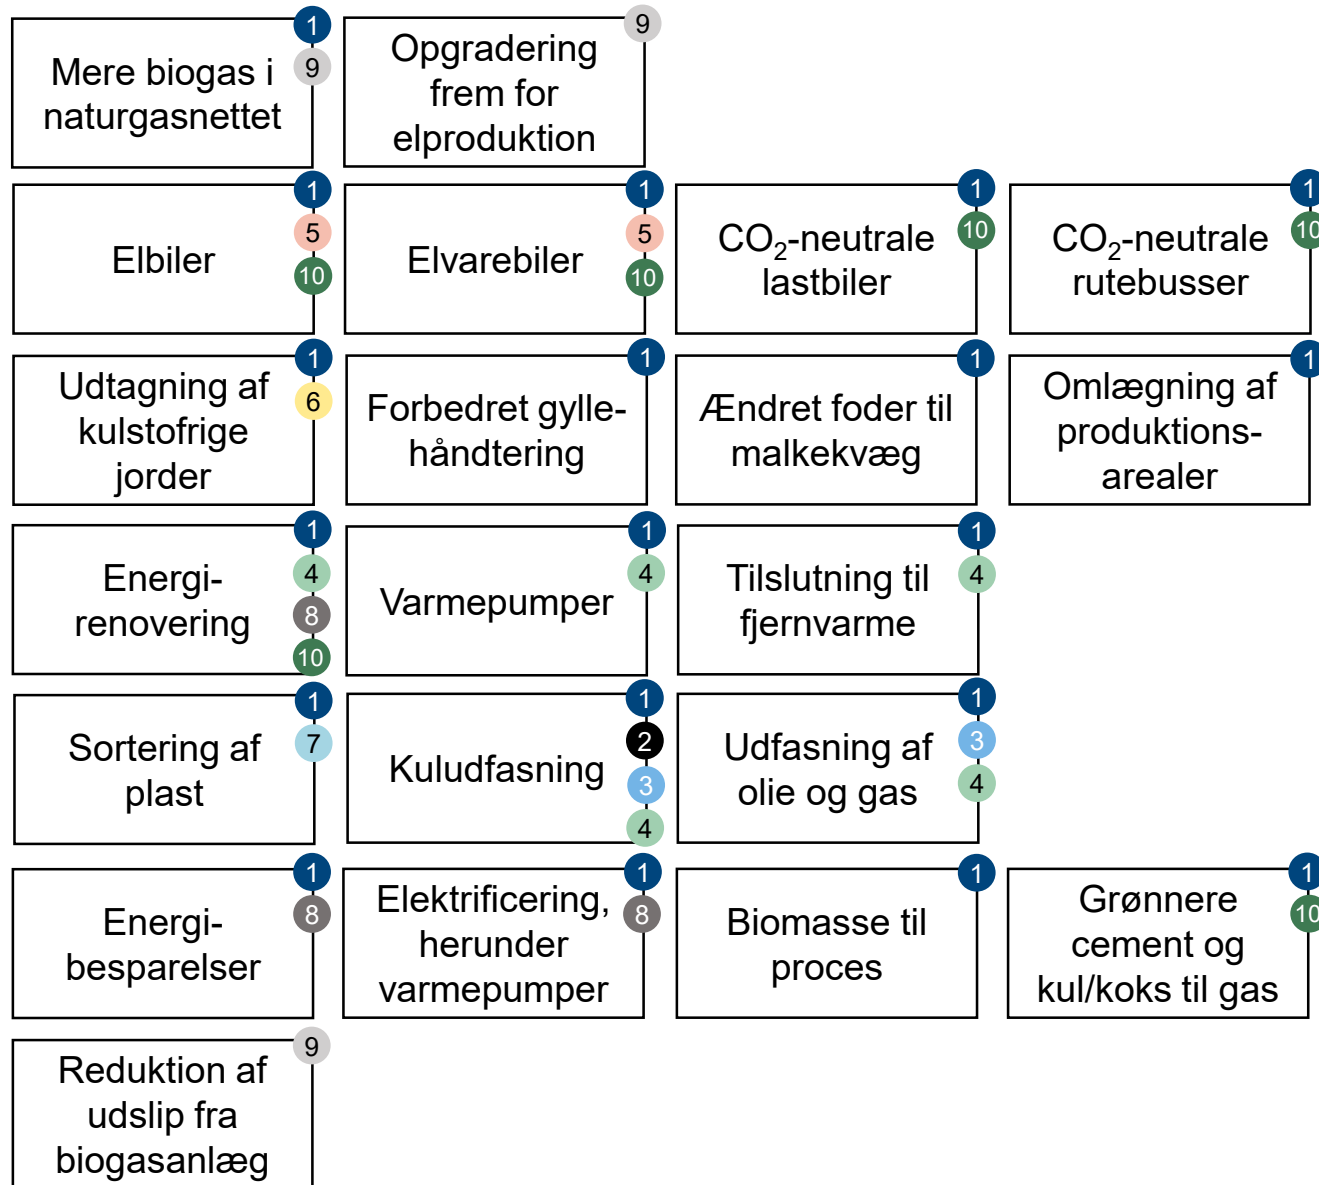 Mere biogas i
naturgasnettet
1
9
Opgradering
frem for
elproduktion
9
Elbiler
1
5
10
Elvarebiler
1
5
10
CO₂-neutrale
lastbiler
1
10
CO₂-neutrale
rutebusser
1
10
Udtagning af
kulstofrige
jorder
1
6
Forbedret gylle-
håndtering
1
Ændret foder til
malkekvæg
1
Omlægning af
produktions-
arealer
1
Energi-
renovering
1
4
8
10
Varmepumper
1
4
Tilslutning til
fjernvarme
1
4
Sortering af
plast
1
7
Kuludfasning
1
2
3
4
Udfasning af
olie og gas
1
3
4
Energi-
besparelser
1
8
Elektrificering,
herunder
varmepumper
1
8
Biomasse til
proces
1
Grønnere
cement og
kul/koks til gas
1
10
Reduktion af
udslip fra
biogasanlæg
9